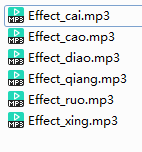 Effect_cai.mp3
Effect_cao.mp3
Effect_diao.mp3
Effect_qiang.mp3
Effect_ruo.mp3
Effect_xing.mp3